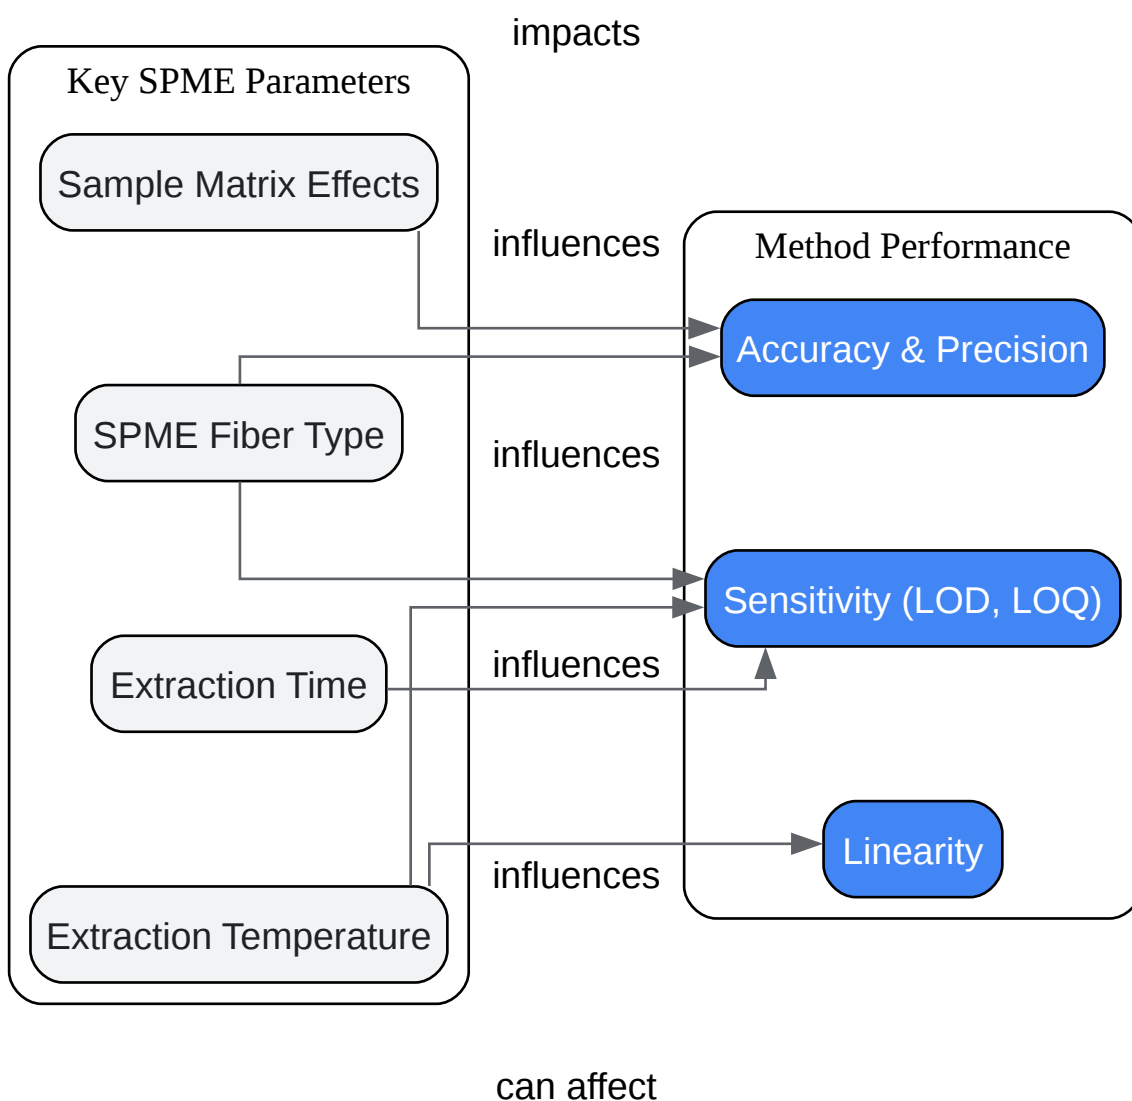 impacts
Key SPME Parameters
Sample Matrix Effects
influences
Method Performance
Accuracy & Precision
SPME Fiber Type
influences
Sensitivity (LOD, LOQ)
Extraction Time
influences
Linearity
influences
Extraction Temperature
can affect